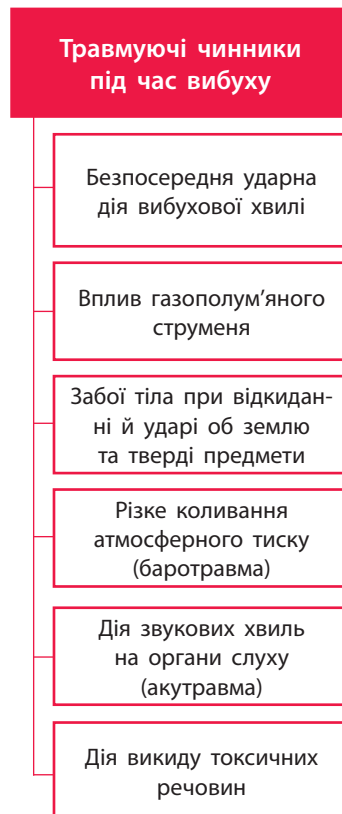 Травмуючі чинники
під час вибуху
Безпосередня ударна
дія вибухової хвилі
Вплив газополум’яного
струменя
Забої тіла при відкидан-
ні й ударі об землю
та тверді предмети
Різке коливання
атмосферного тиску
(баротравма)
Дія звукових хвиль
на органи слуху
(акутравма)
Дія викиду токсичних
речовин